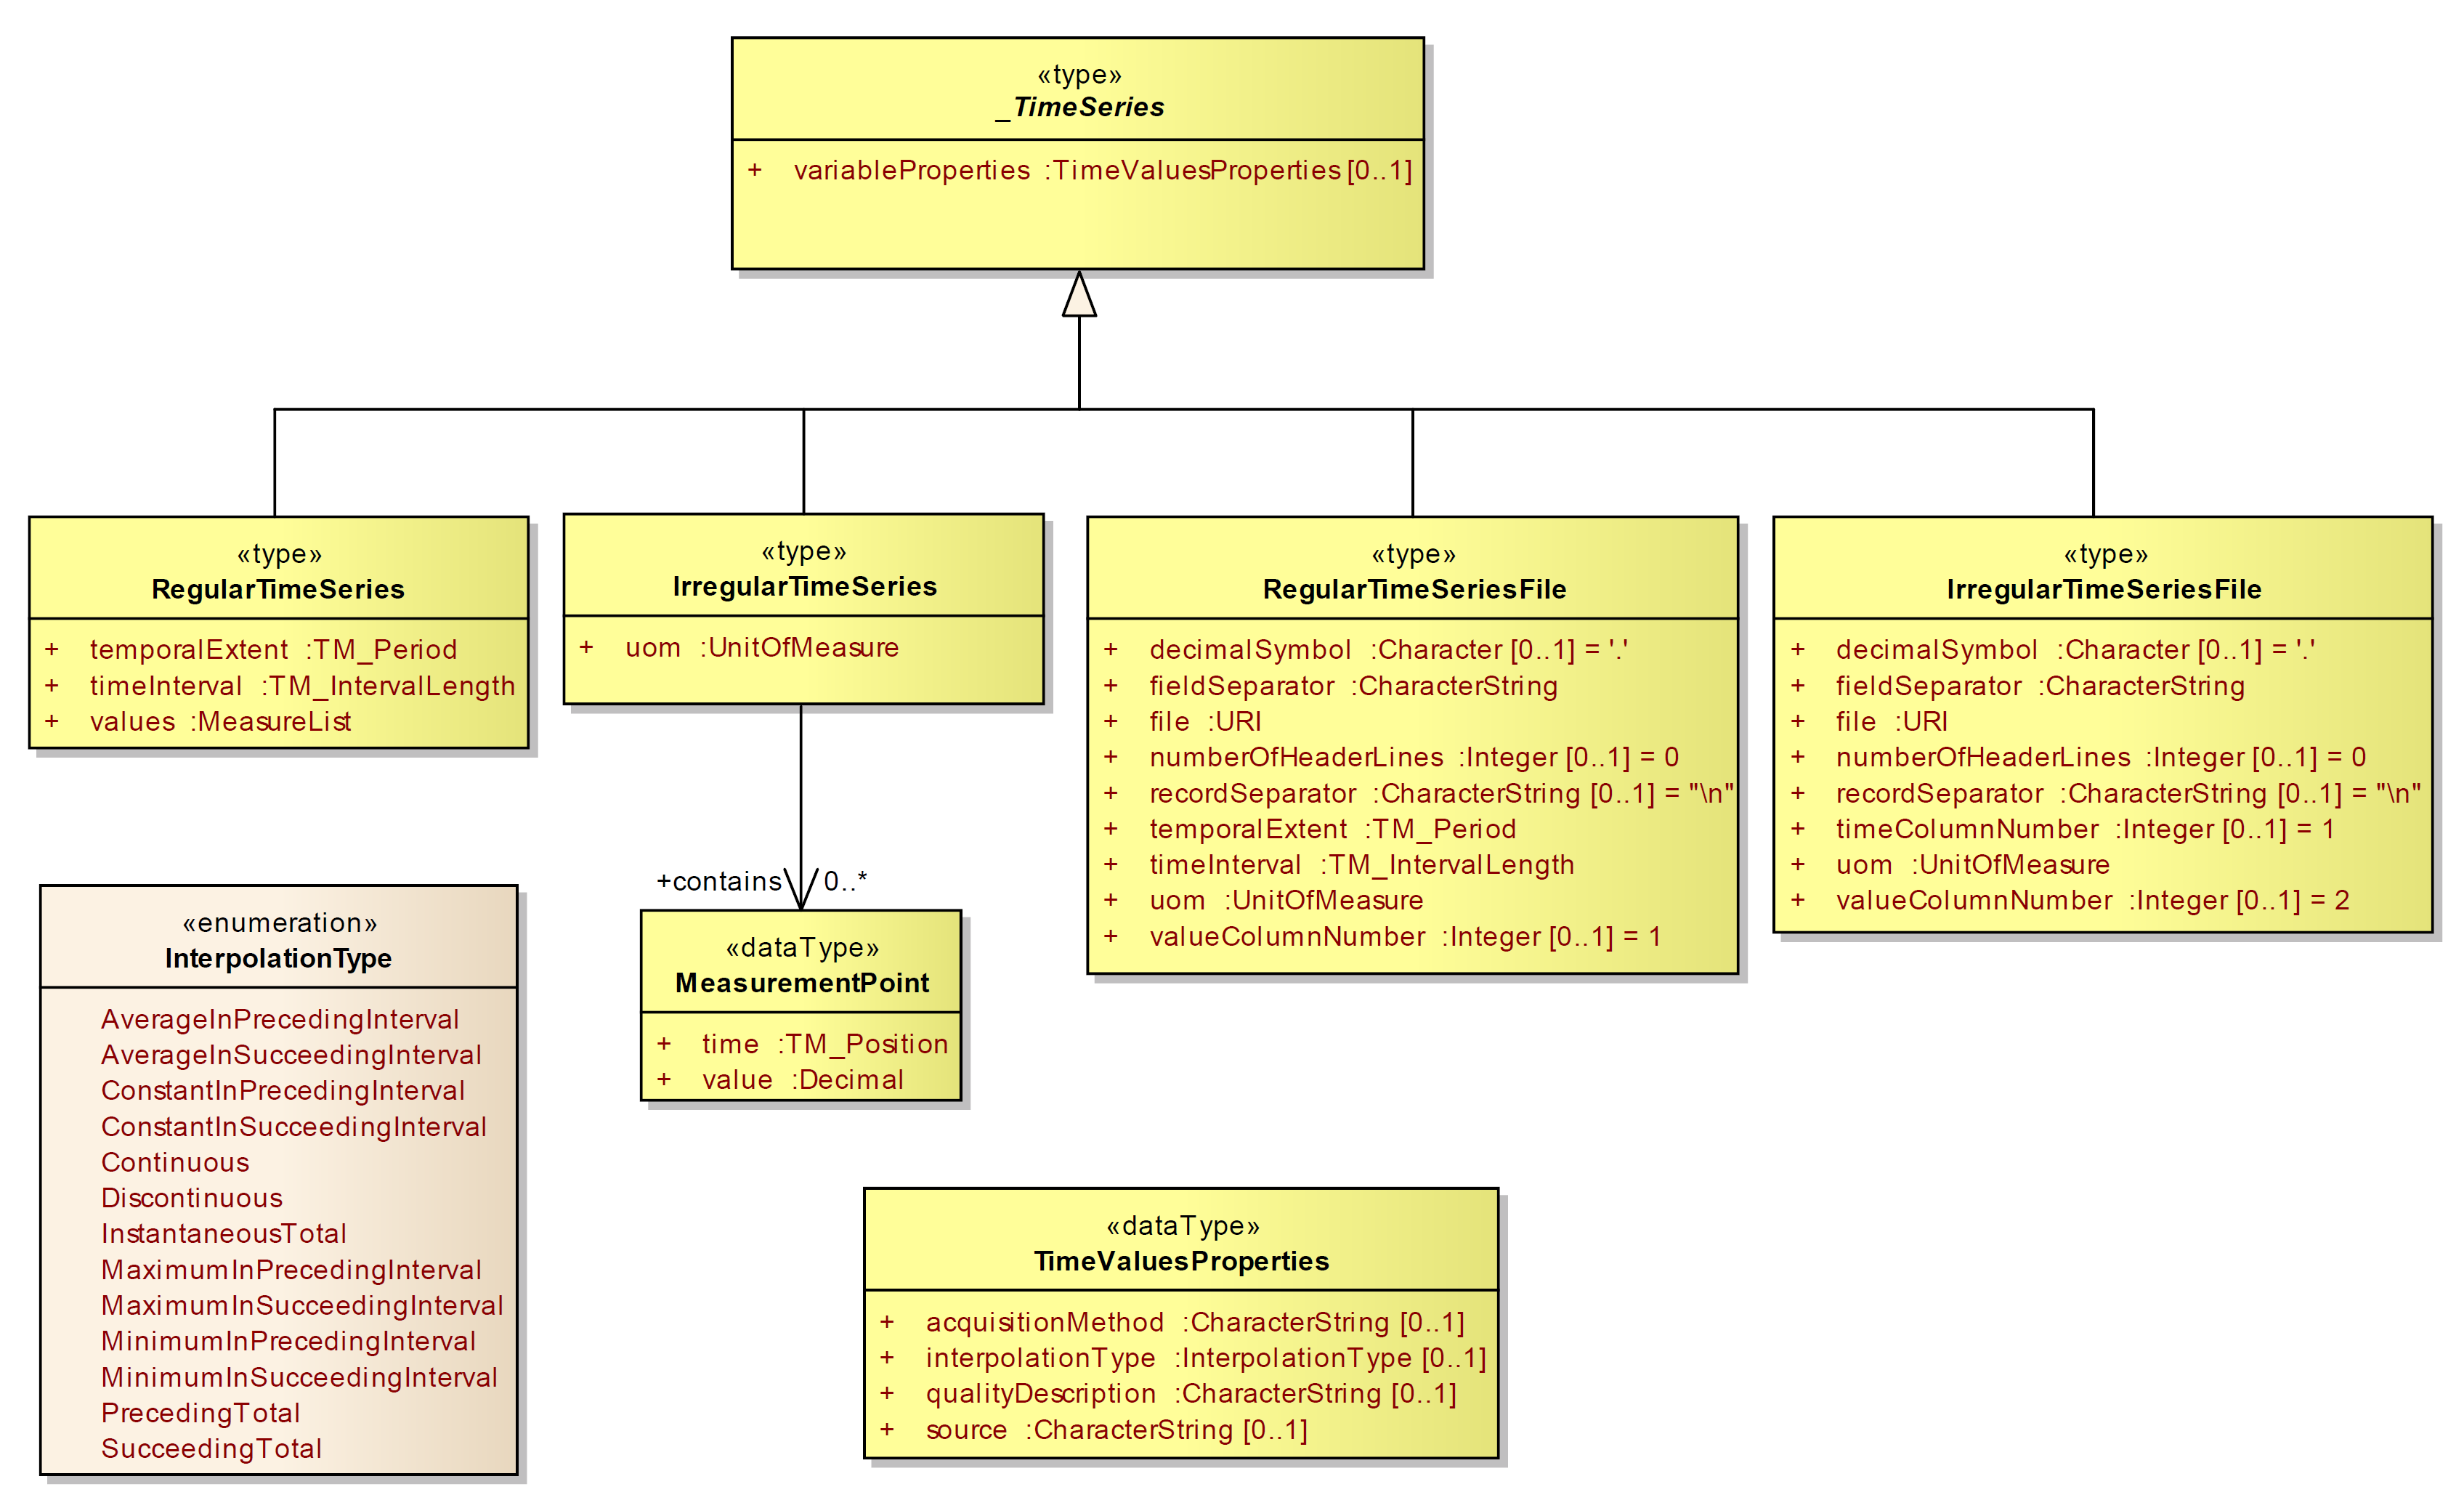 «type»
_TimeSeries
+ variableProperties :TimeValuesProperties [0..1]
«type»
RegularTimeSeries
+ temporalExtent :TM_Period
+ timeInterval :TM_IntervalLength
+ values :MeasureList
«type»
IrregularTimeSeries
+ uom :UnitOfMeasure
«type»
RegularTimeSeriesFile
+ decimalSymbol :Character [0..1] = '.'
+ fieldSeparator :CharacterString
+ file :URI
+ numberOfHeaderLines :Integer [0..1] = 0
+ recordSeparator :CharacterString [0..1] = "\n"
+ temporalExtent :TM_Period
+ timeInterval :TM_IntervalLength
+ uom :UnitOfMeasure
+ valueColumnNumber :Integer [0..1] = 1
«type»
IrregularTimeSeriesFile
+ decimalSymbol :Character [0..1] = '.'
+ fieldSeparator :CharacterString
+ file :URI
+ numberOfHeaderLines :Integer [0..1] = 0
+ recordSeparator :CharacterString [0..1] = "\n"
+ timeColumnNumber :Integer [0..1] = 1
+ uom :UnitOfMeasure
+ valueColumnNumber :Integer [0..1] = 2
+contains 0..*
«enumeration»
InterpolationType
AverageInPrecedingInterval
AverageInSucceedingInterval
ConstantInPrecedingInterval
ConstantInSucceedingInterval
Continuous
Discontinuous
InstantaneousTotal
MaximumInPrecedingInterval
MaximumInSucceedingInterval
MinimumInPrecedingInterval
MinimumInSucceedingInterval
PrecedingTotal
SucceedingTotal
«dataType»
MeasurementPoint
+ time :TM_Position
+ value :Decimal
«dataType»
TimeValuesProperties
+ acquisitionMethod :CharacterString [0..1]
+ interpolationType :InterpolationType [0..1]
+ qualityDescription :CharacterString [0..1]
+ source :CharacterString [0..1]